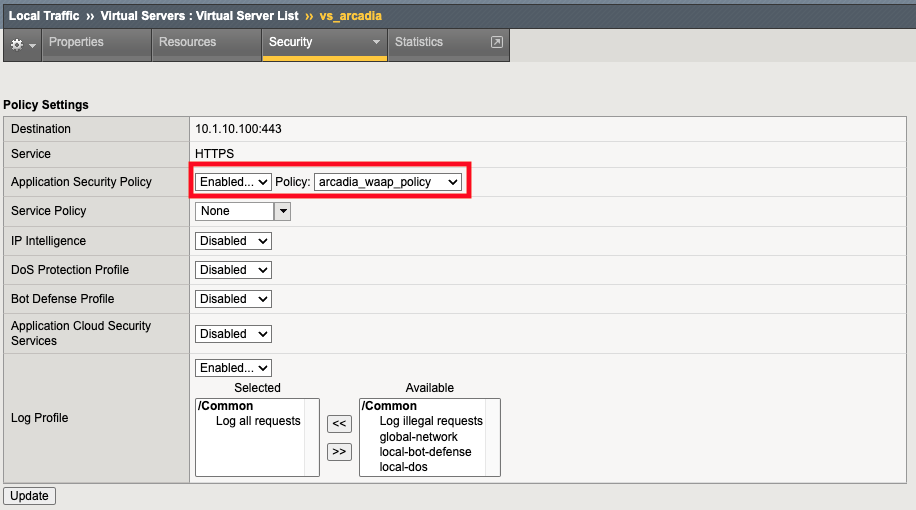 Local Traffic ›› Virtual Servers : Virtual Server List ›› vs_arcadia
Properties Resources Security Statistics
Policy Settings
Destination 10.1.10.100:443
Service HTTPS
Application Security Policy Enabled... Policy: arcadia_waap_policy
Service Policy None
IP Intelligence Disabled
DoS Protection Profile Disabled
Bot Defense Profile Disabled
Application Cloud Security
Services Disabled
Enabled...
Selected Available
Log Profile
/Common /Common
Log all requests << Log illegal requests
global-network
>> local-bot-defense
local-dos
Update